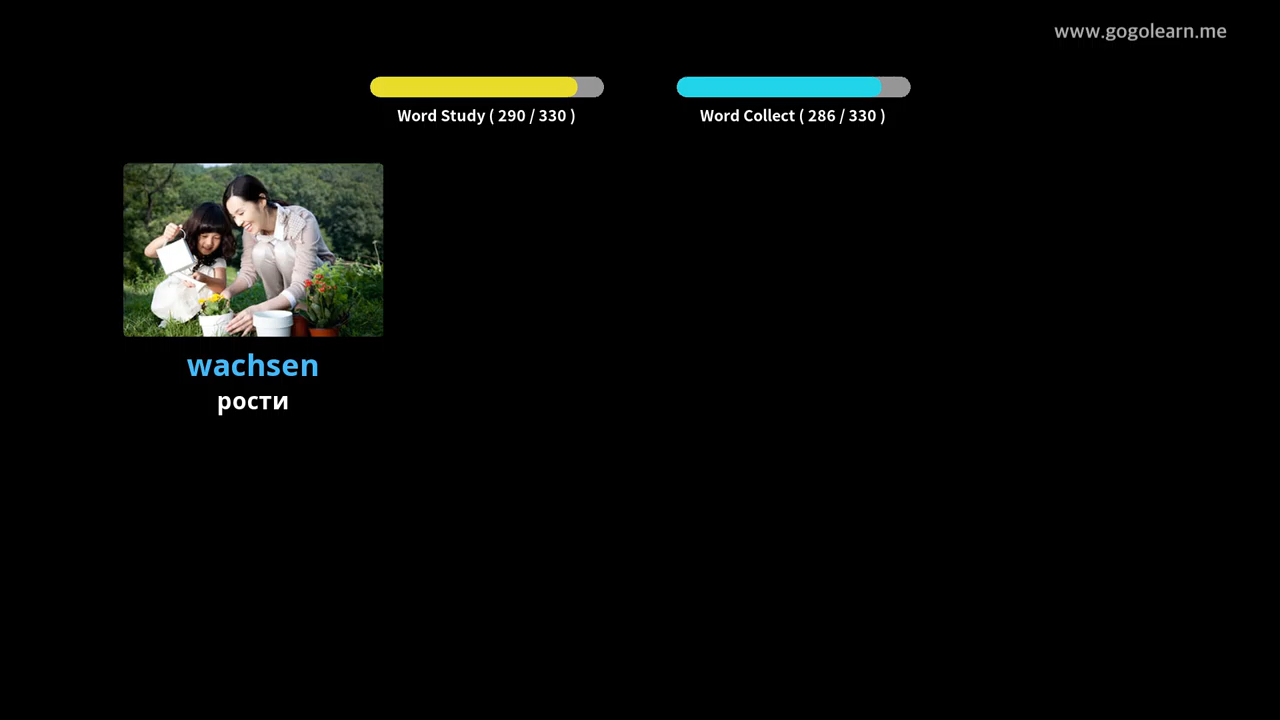 www.gogolearn.me
Word Study ( 290 / 330 )
Word Collect ( 286 / 330 )
wachsen
рости